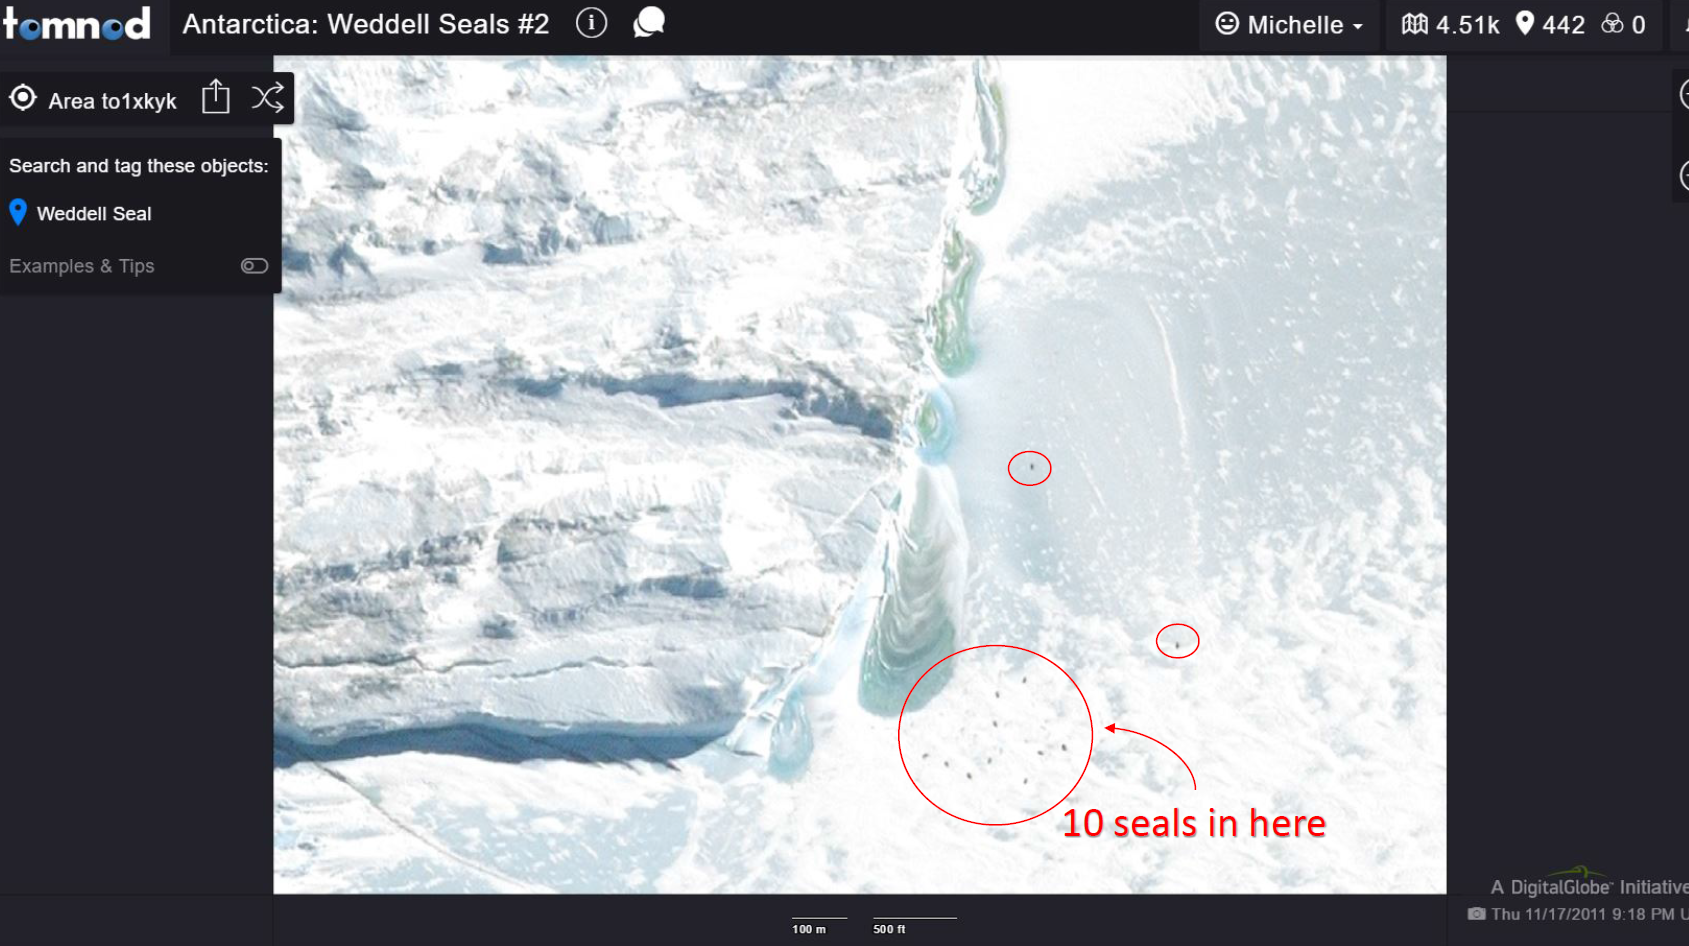 tomnod
Antarctica: Weddell Seals #2
Michelle
4.51k
442
0
Area to1xkyk
Search and tag these objects:
Weddell Seal
Examples & Tips
10 seals in here
A DigitalGlobe™ Initiative
Thu 11/17/2011 9:18 PM U
100 m
500 ft